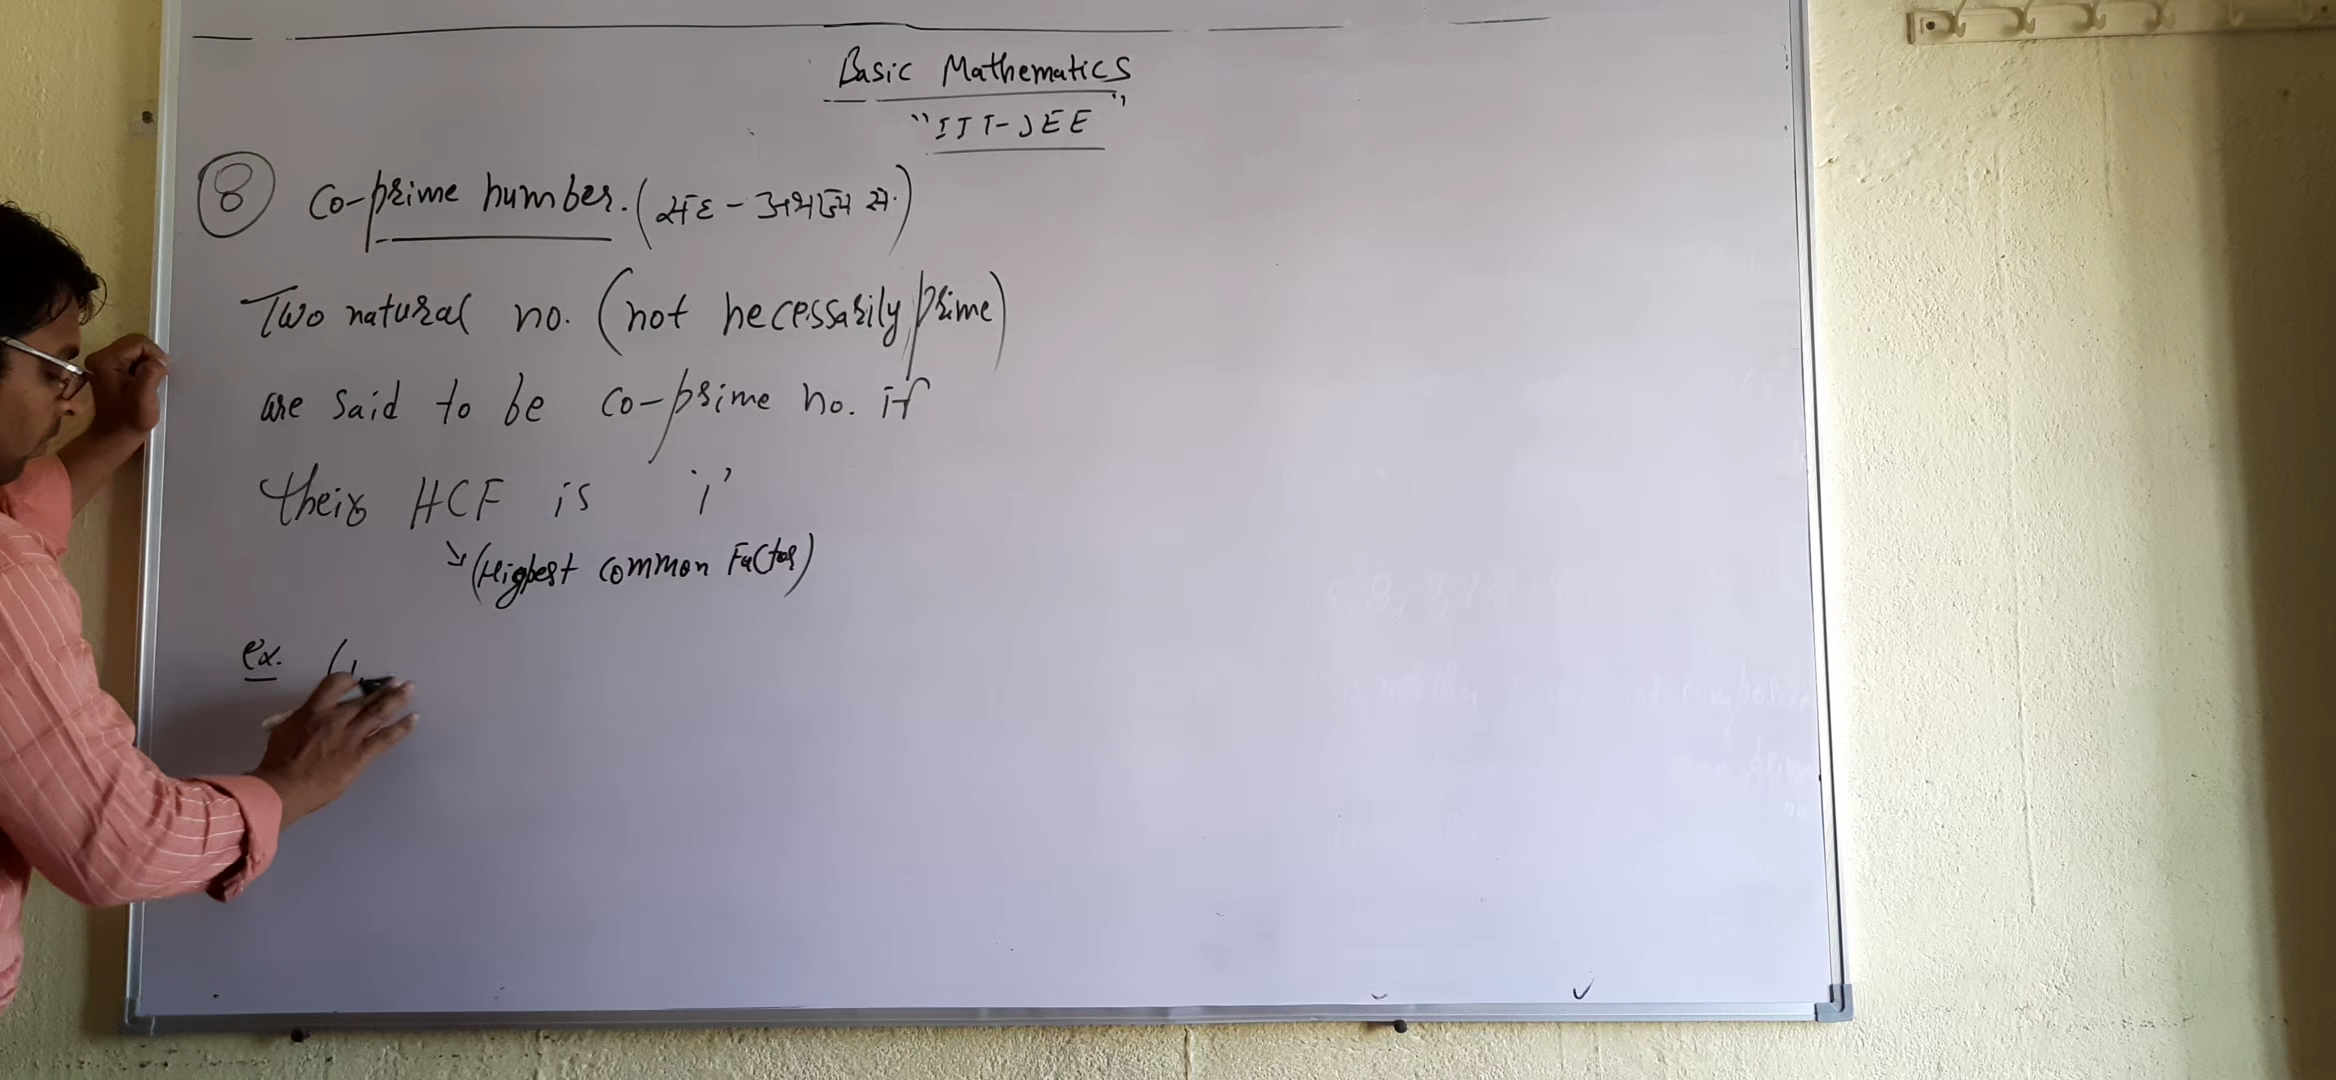 Basic Mathematics
"IIT-JEE"
8 Co-prime number. (सह - अभाज्य सं.)
Two natural no. (not necessarily prime)
are said to be co-prime no. if
their HCF is '1'
(Highest common Factor)
ex. (